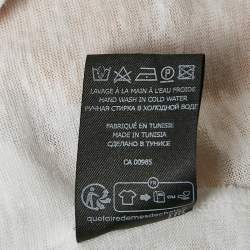 LAVAGE À LA MAIN À L'EAU FROIDE
HAND WASH IN COLD WATER
РУЧНАЯ СТИРКА В ХОЛОДНОЙ ВОДЕ
FABRIQUÉ EN TUNISIE
MADE IN TUNISIA
СДЕЛАНО В ТУНИСЕ
CA 00985
FR
quefairedemesdech